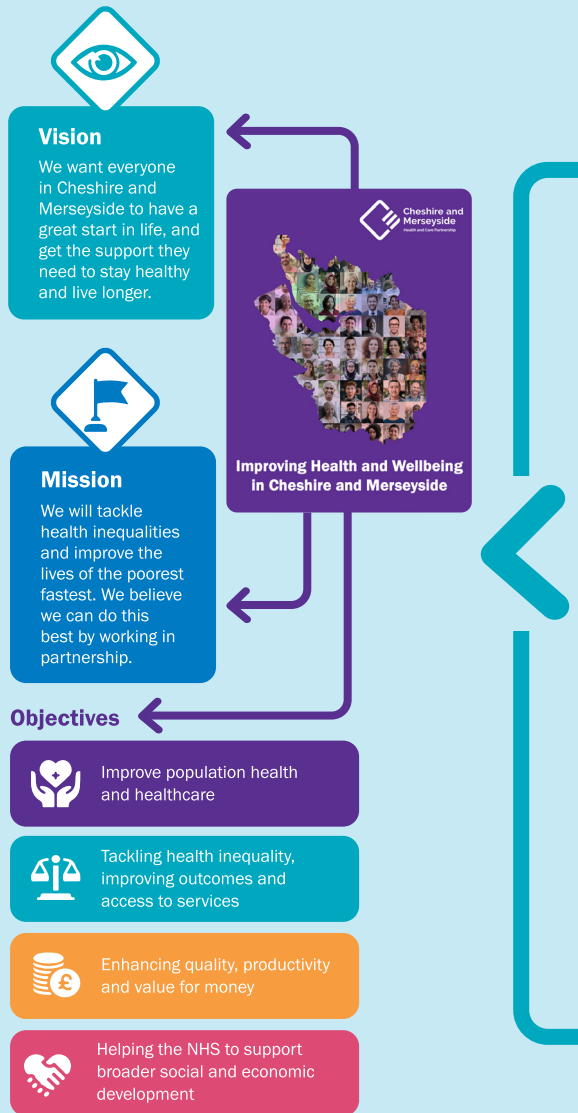 Vision
We want everyone
in Cheshire and
Merseyside to have a
great start in life, and
get the support they
need to stay healthy
and live longer.
Cheshire and
Merseyside
Health and Care Partnership
Improving Health and Wellbeing
in Cheshire and Merseyside
Mission
We will tackle
health inequalities
and improve the
lives of the poorest
fastest. We believe
we can do this
best by working in
partnership.
Objectives
Improve population health
and healthcare
Tackling health inequality,
improving outcomes and
access to services
£
Enhancing quality, productivity
and value for money
Helping the NHS to support
broader social and economic
development